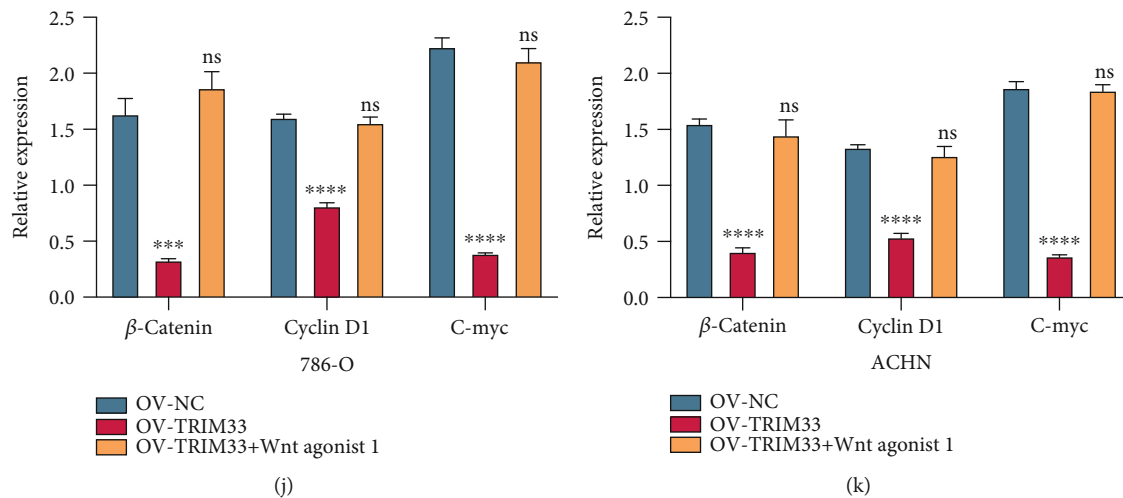 2.5
2.0
1.5
1.0
0.5
0.0
Relative expression
***
ns
****
ns
****
ns
β-Catenin
Cyclin D1
C-myc
786-O
OV-NC
OV-TRIM33
OV-TRIM33+Wnt agonist 1
(j)
2.5
2.0
1.5
1.0
0.5
0.0
Relative expression
****
ns
****
ns
****
ns
β-Catenin
Cyclin D1
C-myc
ACHN
OV-NC
OV-TRIM33
OV-TRIM33+Wnt agonist 1
(k)